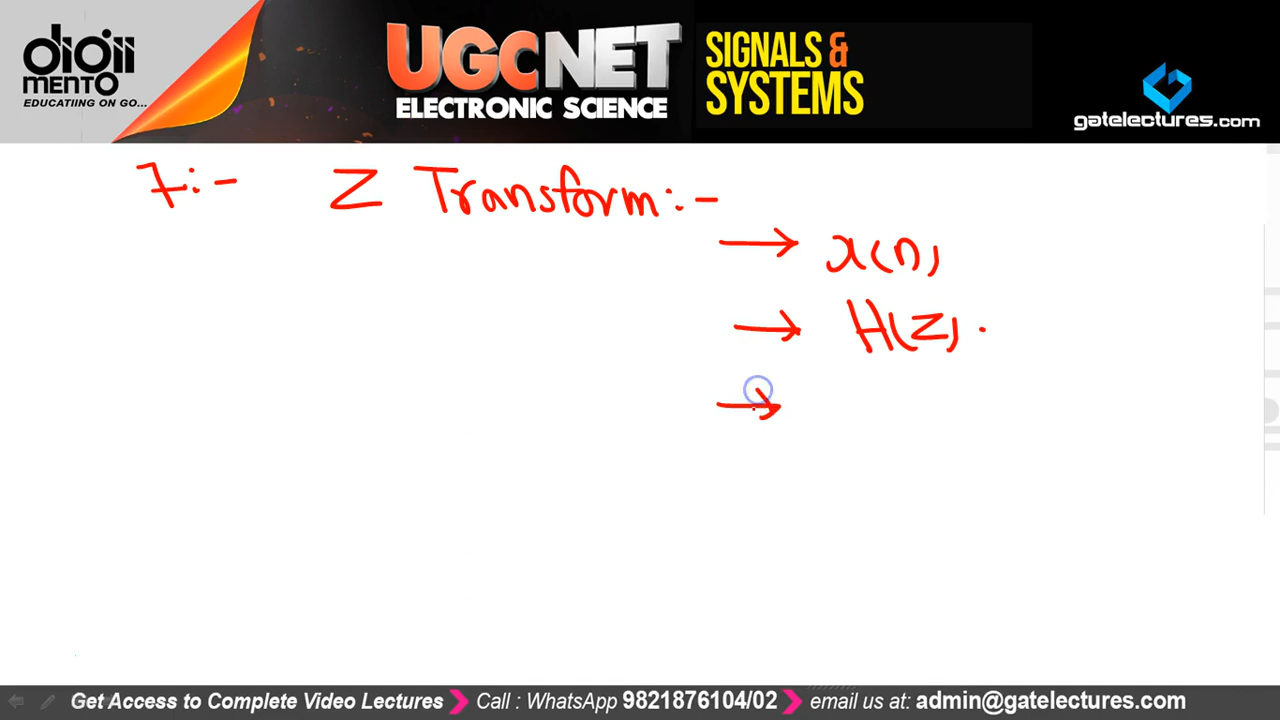 digii
MENTO
EDUCATIING ON GO...
UGCNET
ELECTRONIC SCIENCE
SIGNALS &
SYSTEMS
gatelectures.com
7:- Z Transform:-
→ x(n)
→ H(Z).
→
Get Access to Complete Video Lectures Call : WhatsApp 9821876104/02 email us at: admin@gatelectures.com